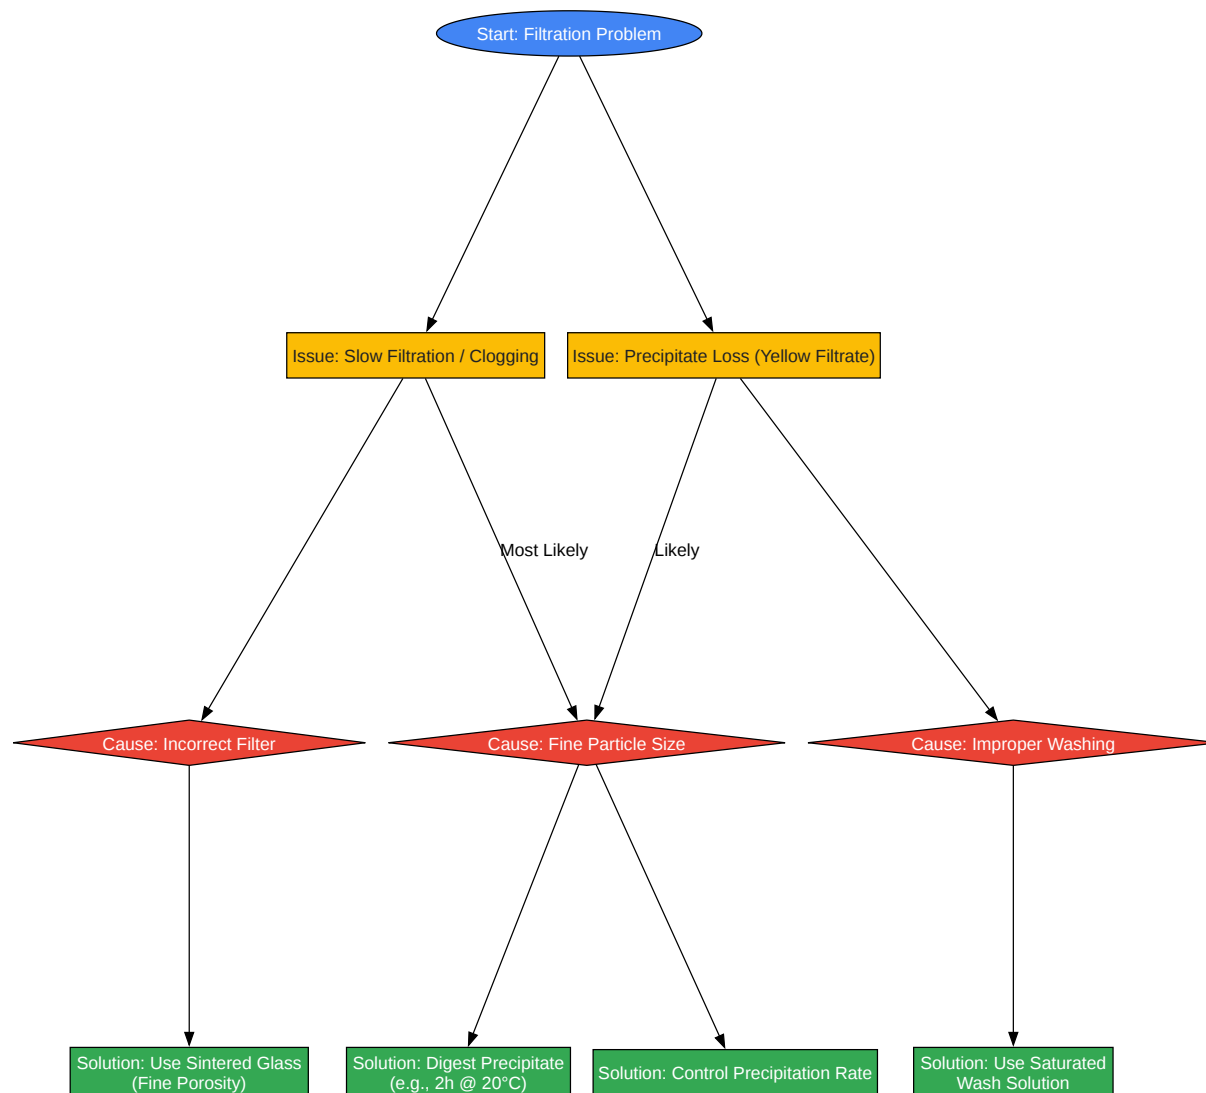 Start: Filtration Problem
Issue: Slow Filtration / Clogging
Issue: Precipitate Loss (Yellow Filtrate)
Most Likely
Likely
Cause: Incorrect Filter
Cause: Fine Particle Size
Cause: Improper Washing
Solution: Use Sintered Glass
(Fine Porosity)
Solution: Digest Precipitate
(e.g., 2h @ 20°C)
Solution: Control Precipitation Rate
Solution: Use Saturated
Wash Solution